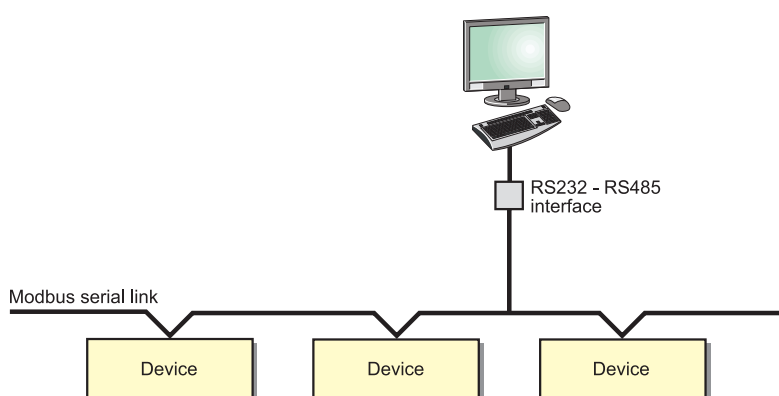 RS232 - RS485
interface
Modbus serial link
Device
Device
Device